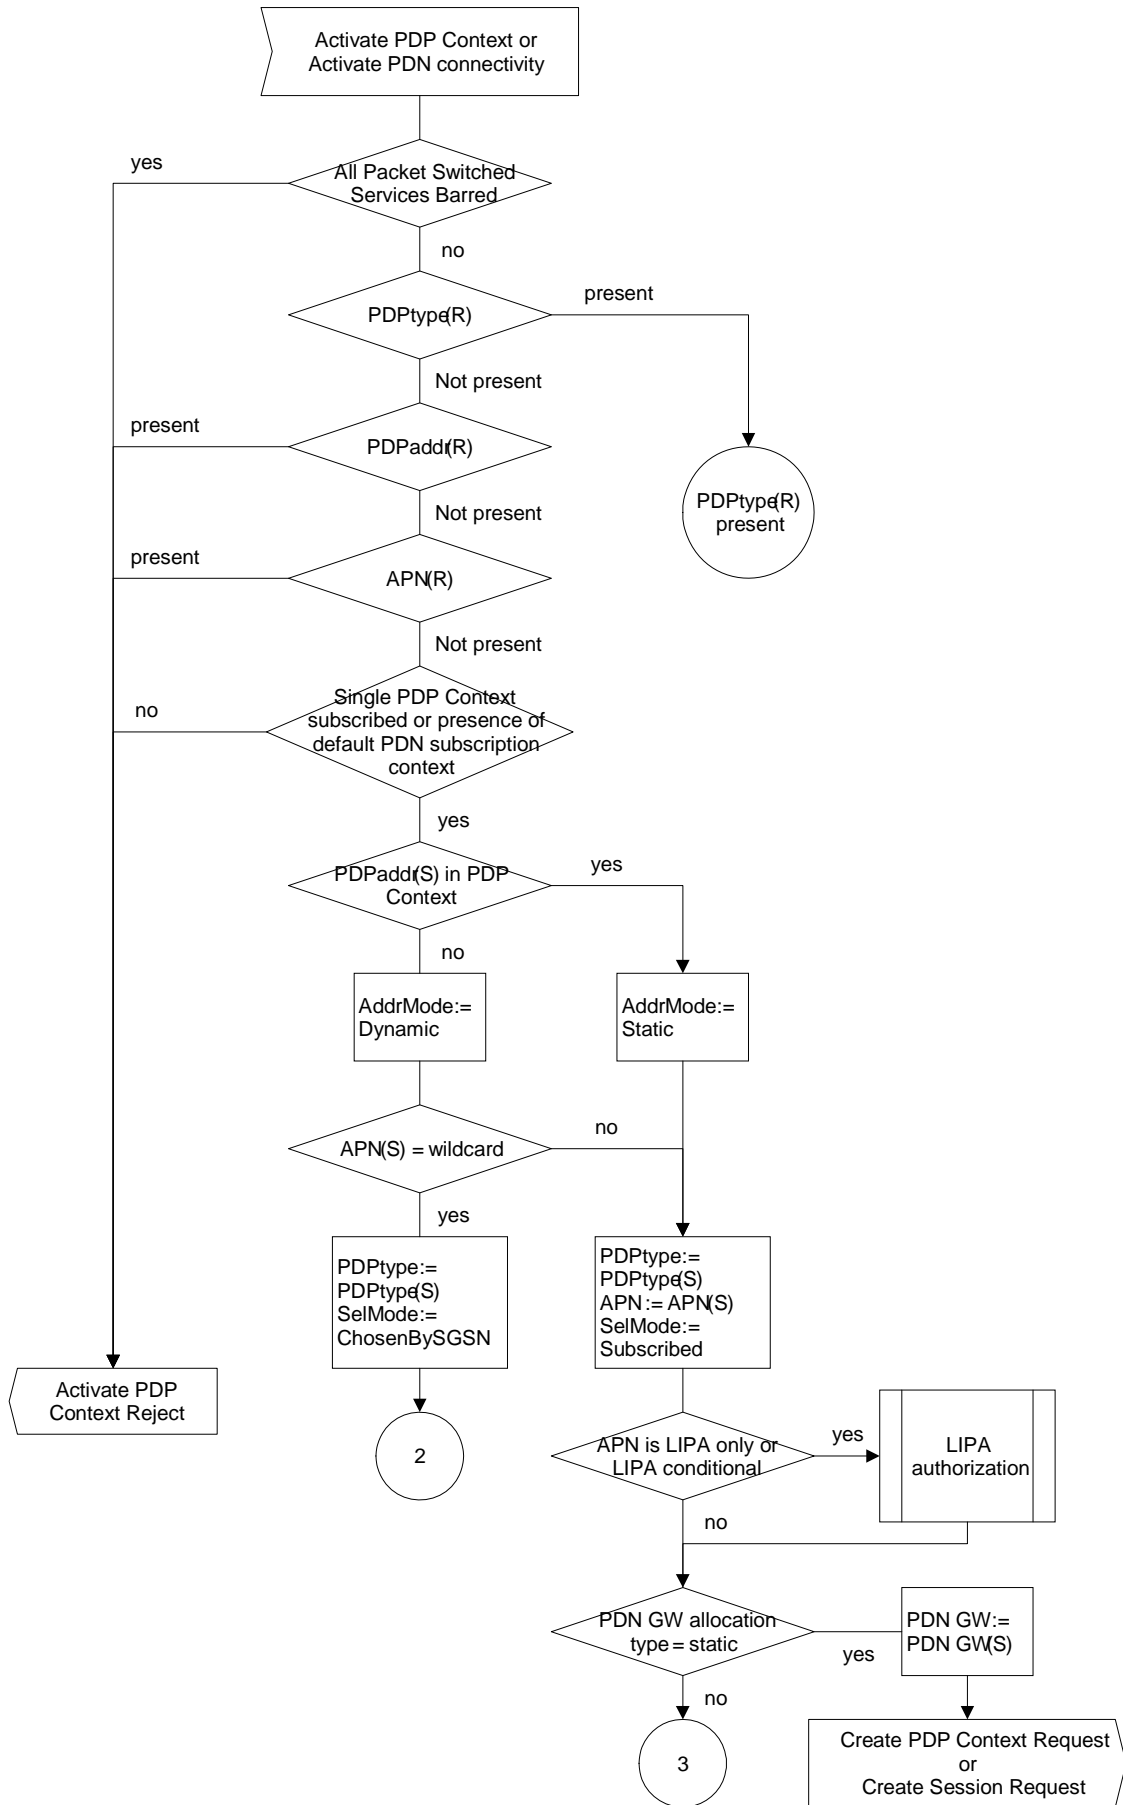 Activate PDP Context or
Activate PDN connectivity
yes
All Packet Switched
Services Barred
no
PDPtype(R)
present
Not present
present
PDPaddr(R)
PDPtype(R)
present
Not present
present
APN(R)
Not present
no
Single PDP Context
subscribed or presence of
default PDN subscription
context
yes
PDPaddr(S) in PDP
Context
yes
no
AddrMode:=
Dynamic
AddrMode:=
Static
APN(S) = wildcard
no
yes
PDPtype:=
PDPtype(S)
SelMode:=
ChosenBySGSN
PDPtype:=
PDPtype(S)
APN := APN(S)
SelMode:=
Subscribed
Activate PDP
Context Reject
2
APN is LIPA only or
LIPA conditional
yes
LIPA
authorization
no
PDN GW allocation
type = static
yes
PDN GW:=
PDN GW(S)
no
3
Create PDP Context Request
or
Create Session Request